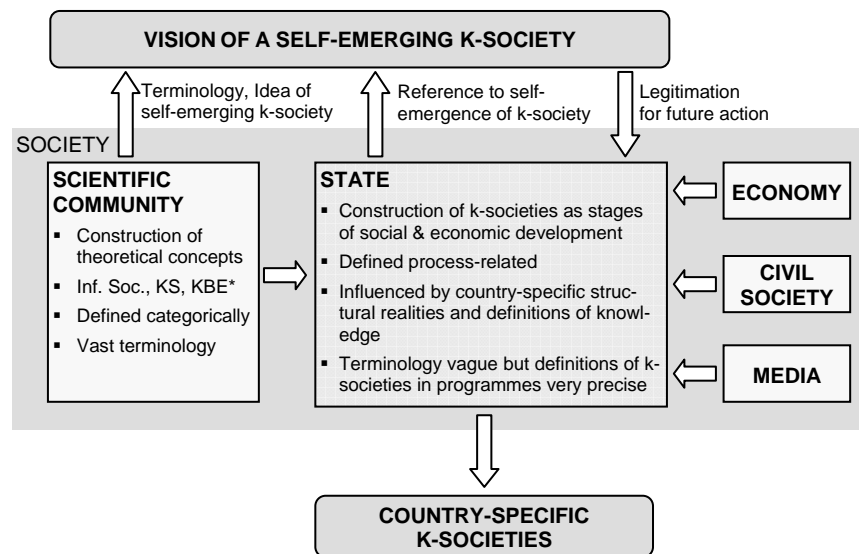 VISION OF A SELF-EMERGING K-SOCIETY
Terminology, Idea of
self-emerging k-society
Reference to self-
emergence of k-society
Legitimation
for future action
SOCIETY
SCIENTIFIC
COMMUNITY
▪ Construction of
theoretical concepts
▪ Inf. Soc., KS, KBE*
▪ Defined categorically
▪ Vast terminology
STATE
▪ Construction of k-societies as stages
of social & economic development
▪ Defined process-related
▪ Influenced by country-specific struc-
tural realities and definitions of knowl-
edge
▪ Terminology vague but definitions of k-
societies in programmes very precise
ECONOMY
CIVIL
SOCIETY
MEDIA
COUNTRY-SPECIFIC
K-SOCIETIES